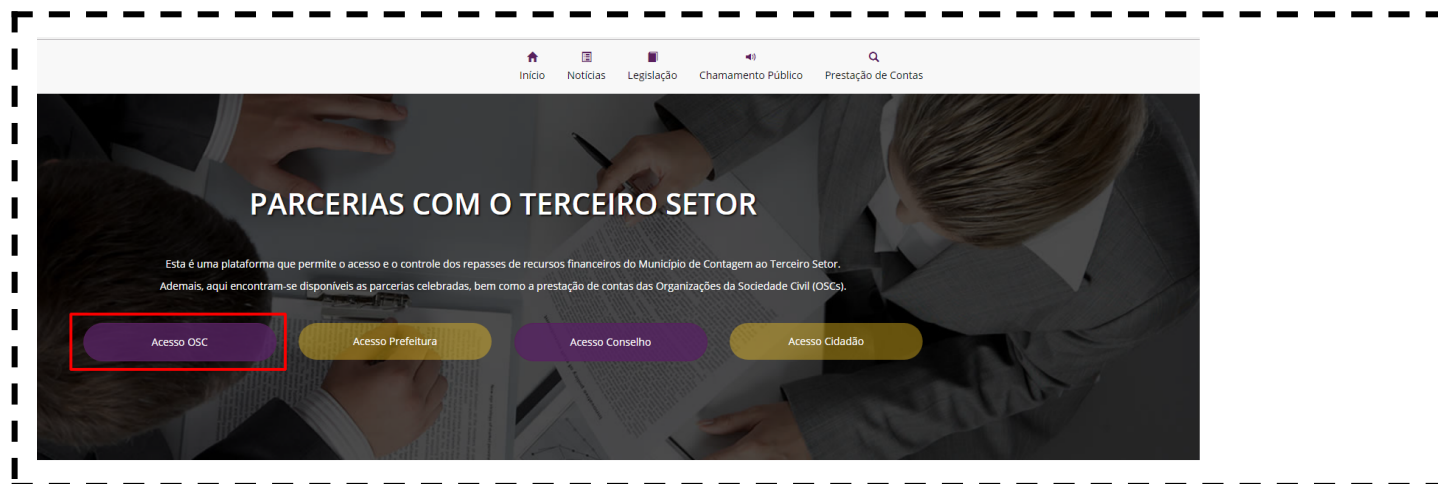 Início Notícias Legislação Chamamento Público Prestação de Contas
PARCERIAS COM O TERCEIRO SETOR
Esta é uma plataforma que permite o acesso e o controle dos repasses de recursos financeiros do Município de Contagem ao Terceiro Setor.
Ademais, aqui encontram-se disponíveis as parcerias celebradas, bem como a prestação de contas das Organizações da Sociedade Civil (OSCs).
Acesso OSC Acesso Prefeitura Acesso Conselho Acesso Cidadão